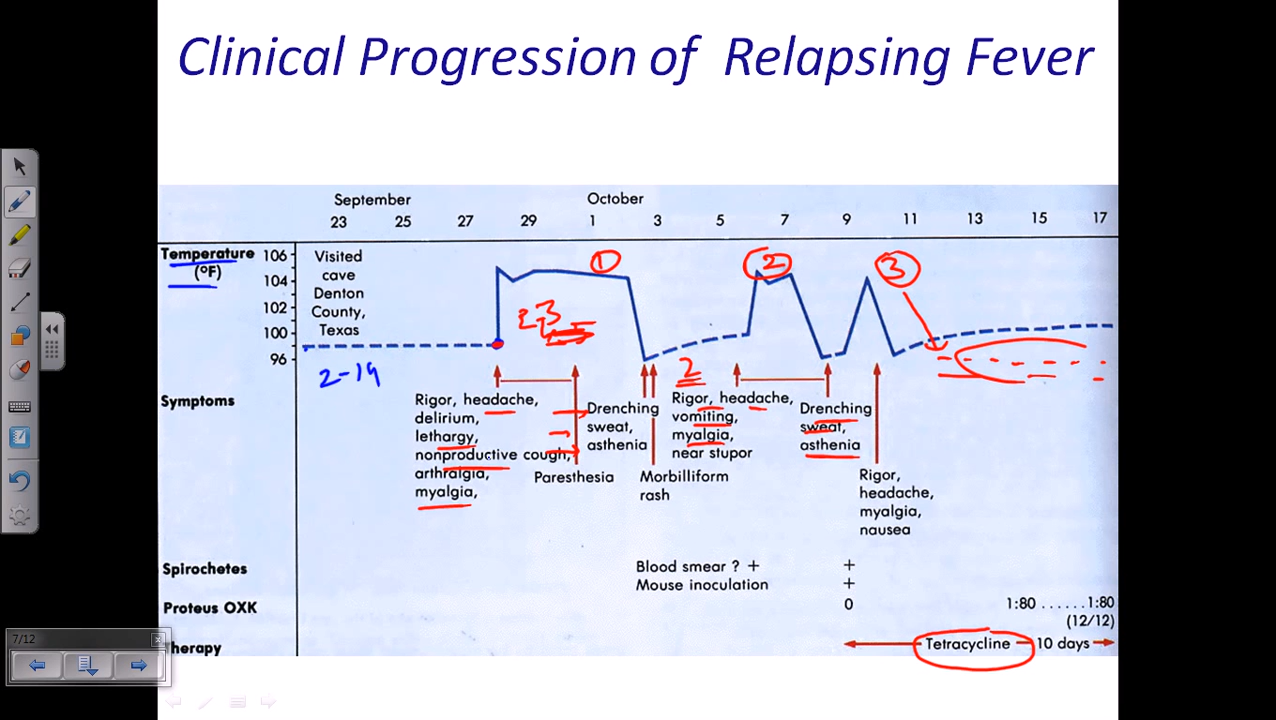 Clinical Progression of Relapsing Fever
September October
23 25 27 29 1 3 5 7 9 11 13 15 17
Temperature
(°F)
106
104
102
100
96
Visited
cave
Denton
County,
Texas
1
2
3
2-19
2
Symptoms
Rigor, headache,
delirium,
lethargy,
nonproductive cough,
arthralgia,
myalgia,
Paresthesia
Drenching
sweat,
asthenia
Morbilliform
rash
Rigor, headache,
vomiting,
myalgia,
near stupor
Drenching
sweat,
asthenia
Rigor,
headache,
myalgia,
nausea
Spirochetes
Blood smear ? + +
Mouse inoculation +
Proteus OXK 0 1:80 ...... 1:80
(12/12)
Therapy Tetracycline – 10 days
7/12